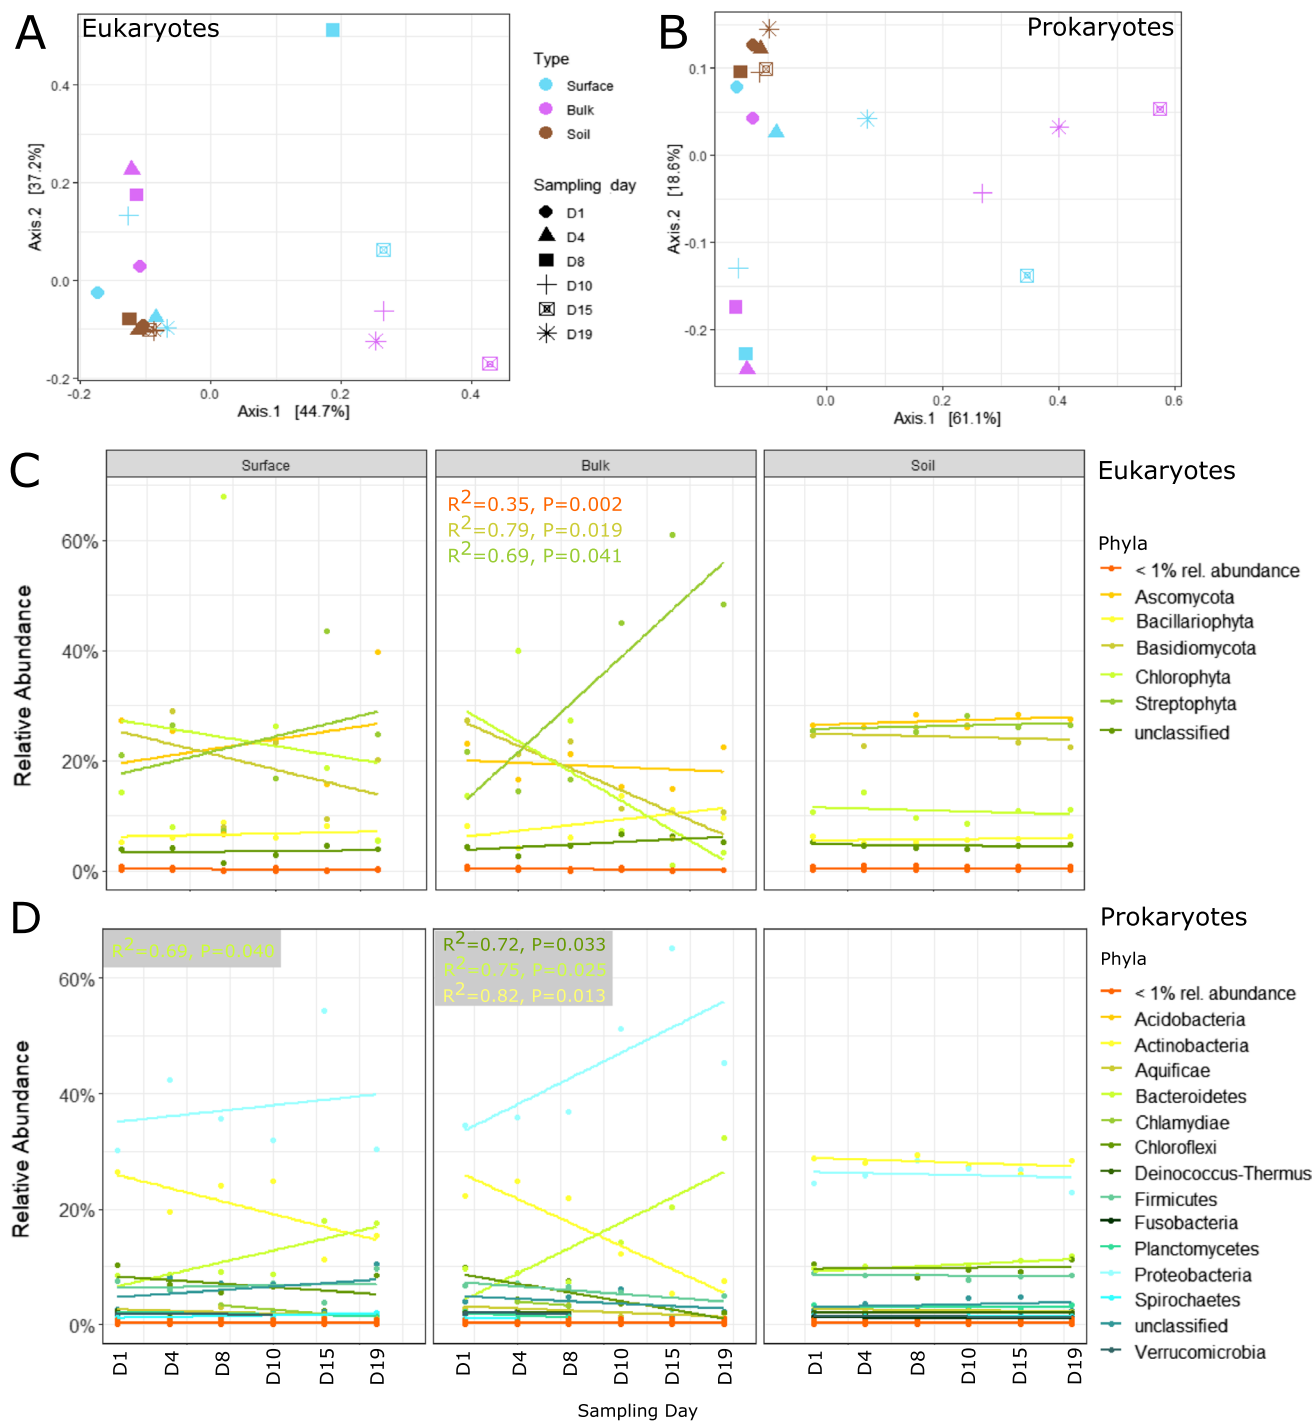 A
Eukaryotes
0.4
0.2
0.0
-0.2
Axis.2 [37.2%]
-0.2
0.0
0.2
0.4
Axis.1 [44.7%]
Type
Surface
Bulk
Soil
Sampling day
D1
D4
D8
D10
D15
D19
B
Prokaryotes
0.1
0.0
-0.1
-0.2
Axis.2 [18.6%]
0.0
0.2
0.4
0.6
Axis.1 [61.1%]
C
Surface
Bulk
Soil
Relative Abundance
60%
40%
20%
0%
R2=0.35, P=0.002
R2=0.79, P=0.019
R2=0.69, P=0.041
Eukaryotes
Phyla
< 1% rel. abundance
Ascomycota
Bacillariophyta
Basidiomycota
Chlorophyta
Streptophyta
unclassified
D
Relative Abundance
60%
40%
20%
0%
R2=0.69, P=0.040
R2=0.72, P=0.033
R2=0.75, P=0.025
R2=0.82, P=0.013
Prokaryotes
Phyla
< 1% rel. abundance
Acidobacteria
Actinobacteria
Aquificae
Bacteroidetes
Chlamydiae
Chloroflexi
Deinococcus-Thermus
Firmicutes
Fusobacteria
Planctomycetes
Proteobacteria
Spirochaetes
unclassified
Verrucomicrobia
D1 D4 D8 D10 D15 D19
D1 D4 D8 D10 D15 D19
D1 D4 D8 D10 D15 D19
Sampling Day